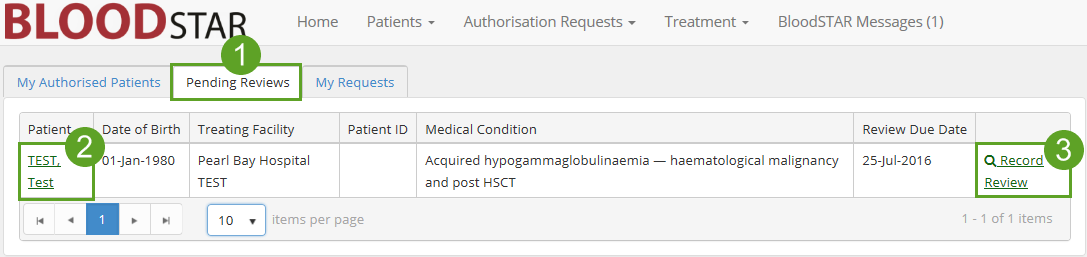 BLOODSTAR Home Patients Authorisation Requests Treatment BloodSTAR Messages (1)
1
My Authorised Patients Pending Reviews My Requests
Patient 2 Date of Birth Treating Facility Patient ID Medical Condition Review Due Date 3
TEST, 01-Jan-1980 Pearl Bay Hospital Acquired hypogammaglobulinaemia — haematological malignancy 25-Jul-2016 Record
Test TEST and post HSCT Review
1 10 items per page 1 - 1 of 1 items